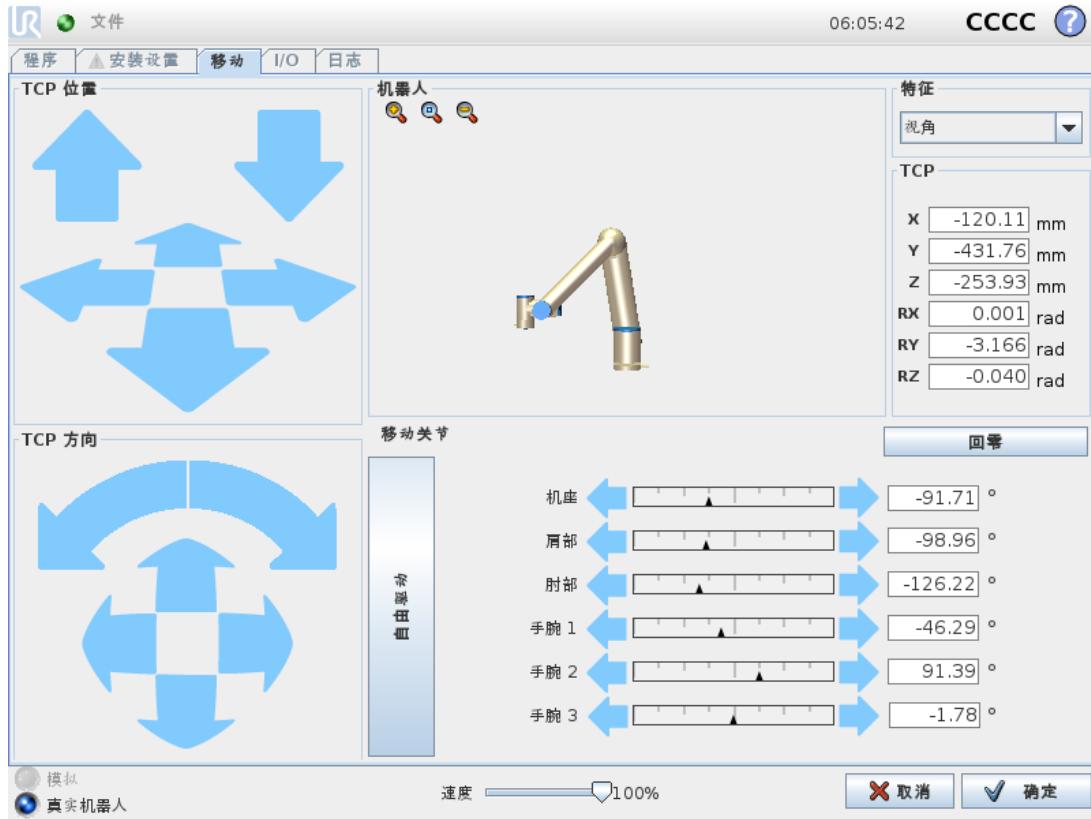 UR 文件 06:05:42 CCCC ?
程序 安装设置 移动 I/O 日志
TCP 位置
机器人
特征
视角
TCP
X -120.11 mm
Y -431.76 mm
Z -253.93 mm
RX 0.001 rad
RY -3.166 rad
RZ -0.040 rad
TCP 方向
移动关节
回零
自由驱动
机座 -91.71 °
肩部 -98.96 °
肘部 -126.22 °
手腕 1 -46.29 °
手腕 2 91.39 °
手腕 3 -1.78 °
模拟
真实机器人
速度 100%
取消
确定